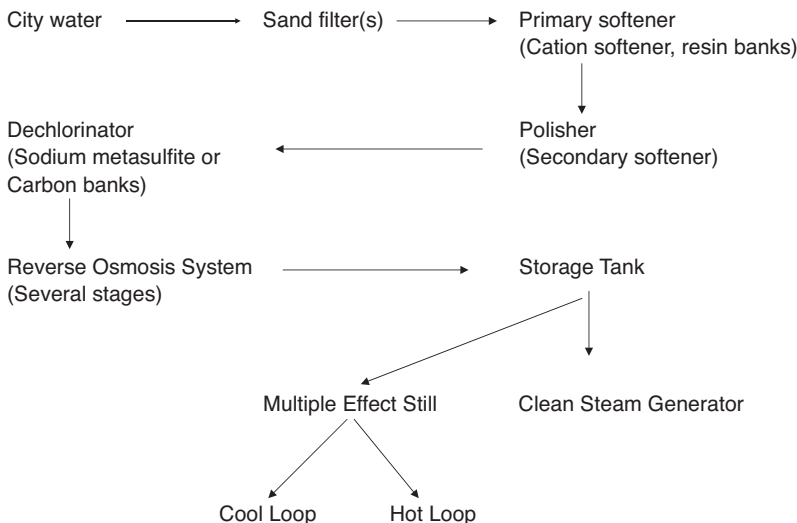 City water
Sand filter(s)
Primary softener
(Cation softener, resin banks)
Polisher
(Secondary softener)
Dechlorinator
(Sodium metasulfite or
Carbon banks)
Reverse Osmosis System
(Several stages)
Storage Tank
Multiple Effect Still
Clean Steam Generator
Cool Loop
Hot Loop